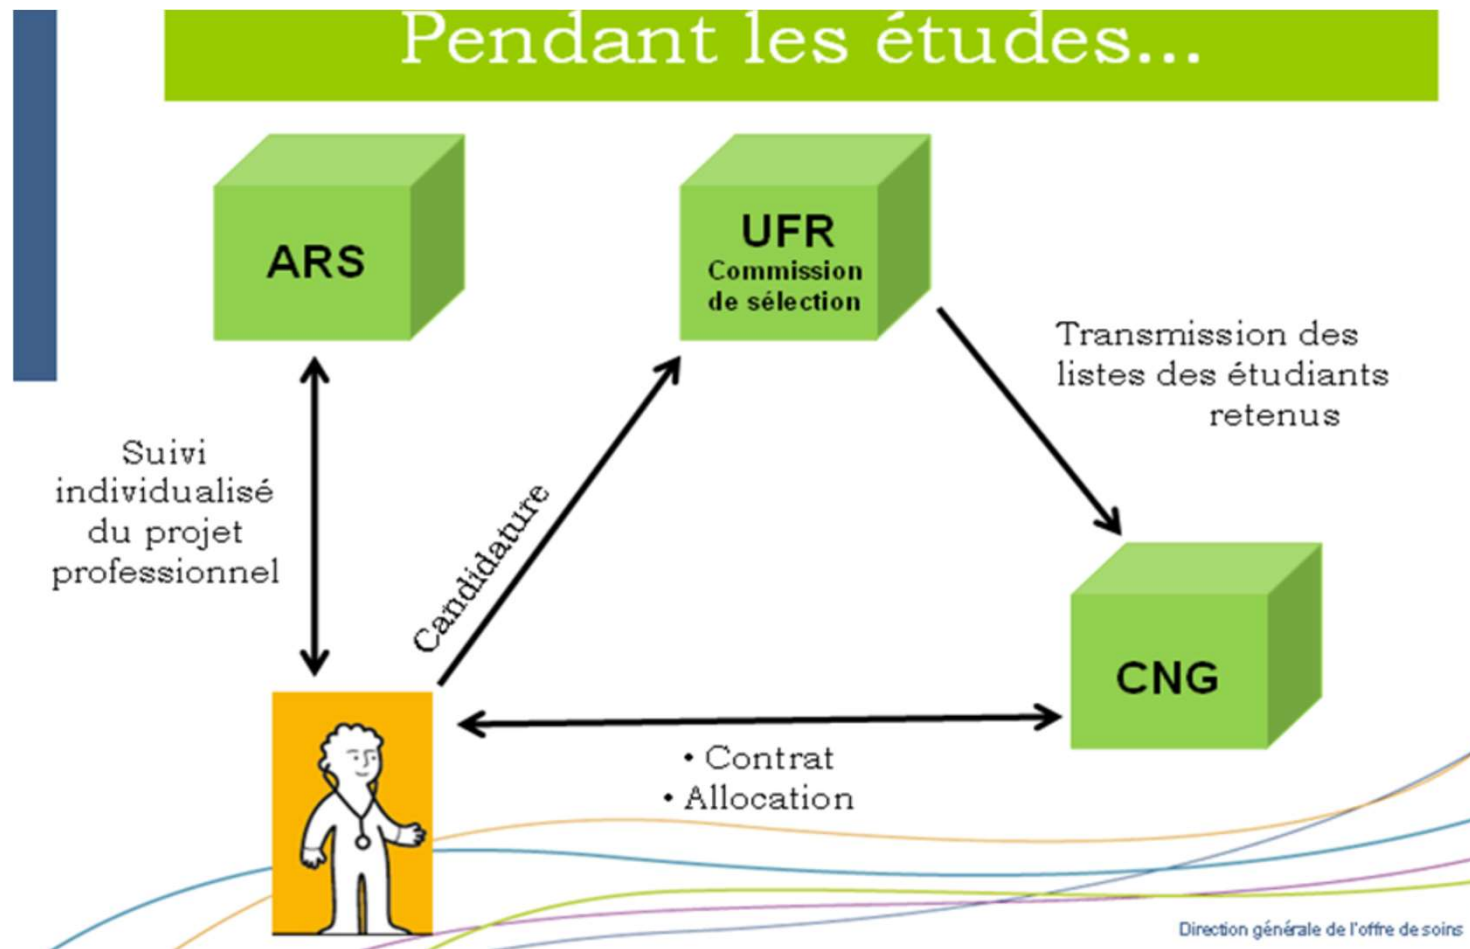 Pendant les études...
ARS
UFR
Commission
de sélection
Transmission des
listes des étudiants
retenus
Suivi
individualisé
du projet
professionnel
Candidature
CNG
• Contrat
• Allocation
Direction générale de l'offre de soins